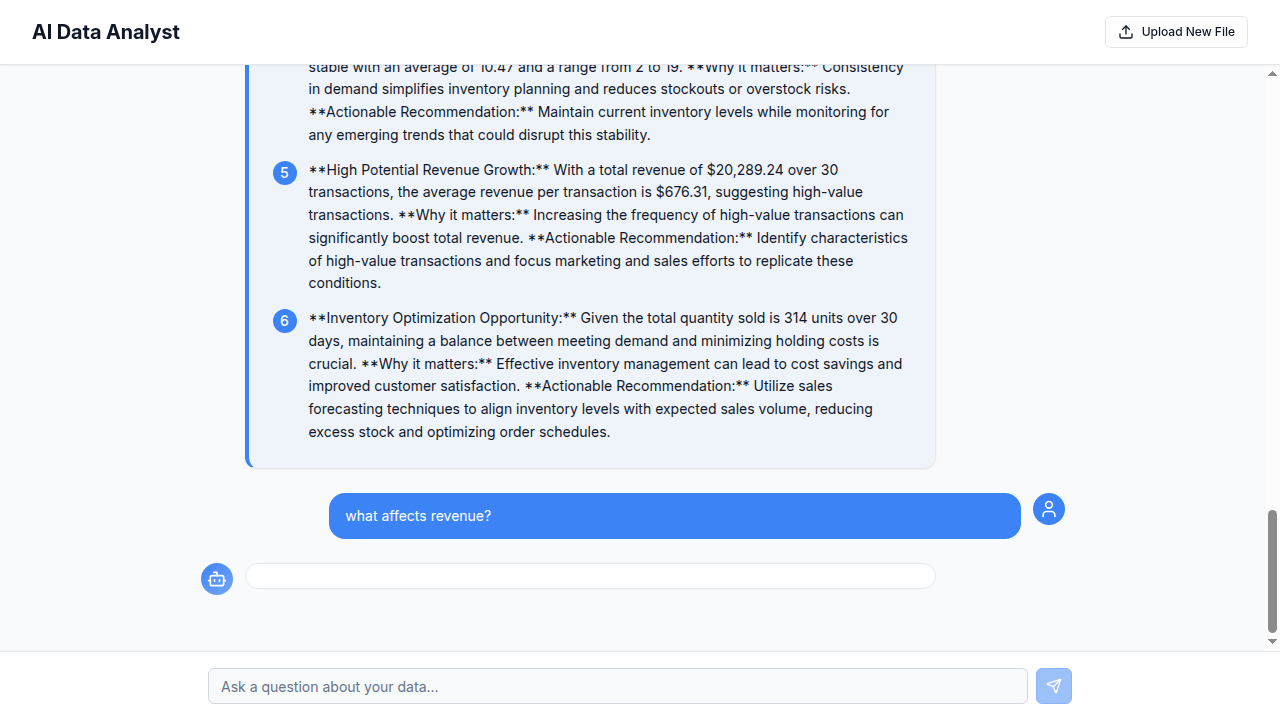 AI Data Analyst
Upload New File
stable with an average of 10.47 and a range from 2 to 19. **Why it matters:** Consistency
in demand simplifies inventory planning and reduces stockouts or overstock risks.
**Actionable Recommendation:** Maintain current inventory levels while monitoring for
any emerging trends that could disrupt this stability.
5
**High Potential Revenue Growth:** With a total revenue of $20,289.24 over 30
transactions, the average revenue per transaction is $676.31, suggesting high-value
transactions. **Why it matters:** Increasing the frequency of high-value transactions can
significantly boost total revenue. **Actionable Recommendation:** Identify characteristics
of high-value transactions and focus marketing and sales efforts to replicate these
conditions.
6
**Inventory Optimization Opportunity:** Given the total quantity sold is 314 units over 30
days, maintaining a balance between meeting demand and minimizing holding costs is
crucial. **Why it matters:** Effective inventory management can lead to cost savings and
improved customer satisfaction. **Actionable Recommendation:** Utilize sales
forecasting techniques to align inventory levels with expected sales volume, reducing
excess stock and optimizing order schedules.
what affects revenue?
Ask a question about your data...